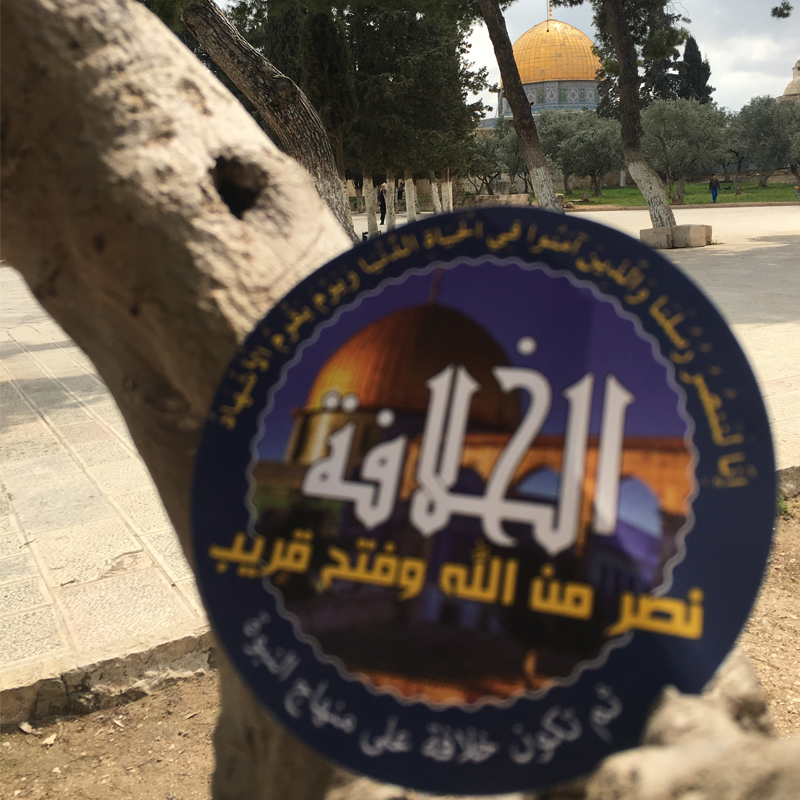 إنا لننصر رسلنا والذين آمنوا في الحياة الدنيا ويوم يقوم الأشهاد
الخلافة
نصر من الله وفتح قريب
ثم تكون خلافة على منهاج النبوة